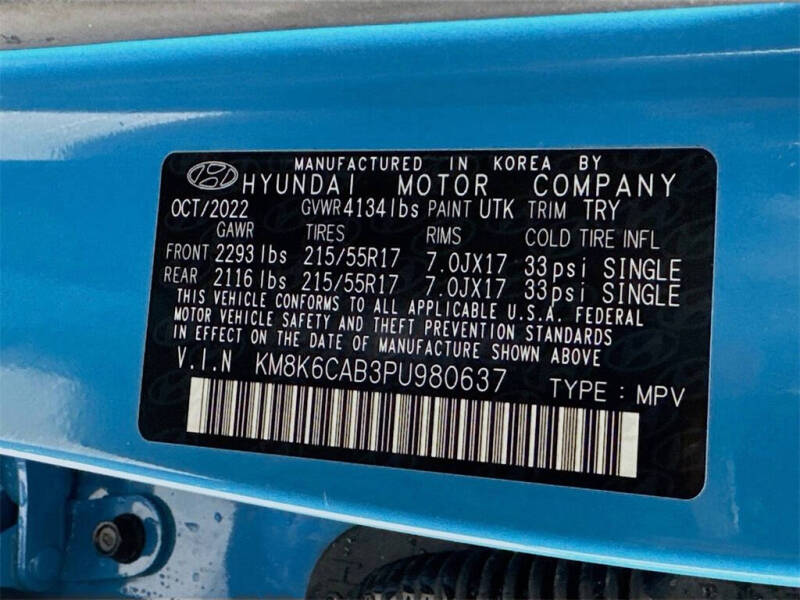 MANUFACTURED IN KOREA BY
HYUNDAI MOTOR COMPANY
OCT/2022 GVWR 4134 lbs PAINT UTK TRIM TRY
GAWR TIRES RIMS COLD TIRE INFL
FRONT 2293 lbs 215/55R17 7.0JX17 33psi SINGLE
REAR 2116 lbs 215/55R17 7.0JX17 33psi SINGLE
THIS VEHICLE CONFORMS TO ALL APPLICABLE U.S.A. FEDERAL
MOTOR VEHICLE SAFETY AND THEFT PREVENTION STANDARDS
IN EFFECT ON THE DATE OF MANUFACTURE SHOWN ABOVE
V.I.N KM8K6CAB3PU980637 TYPE : MPV